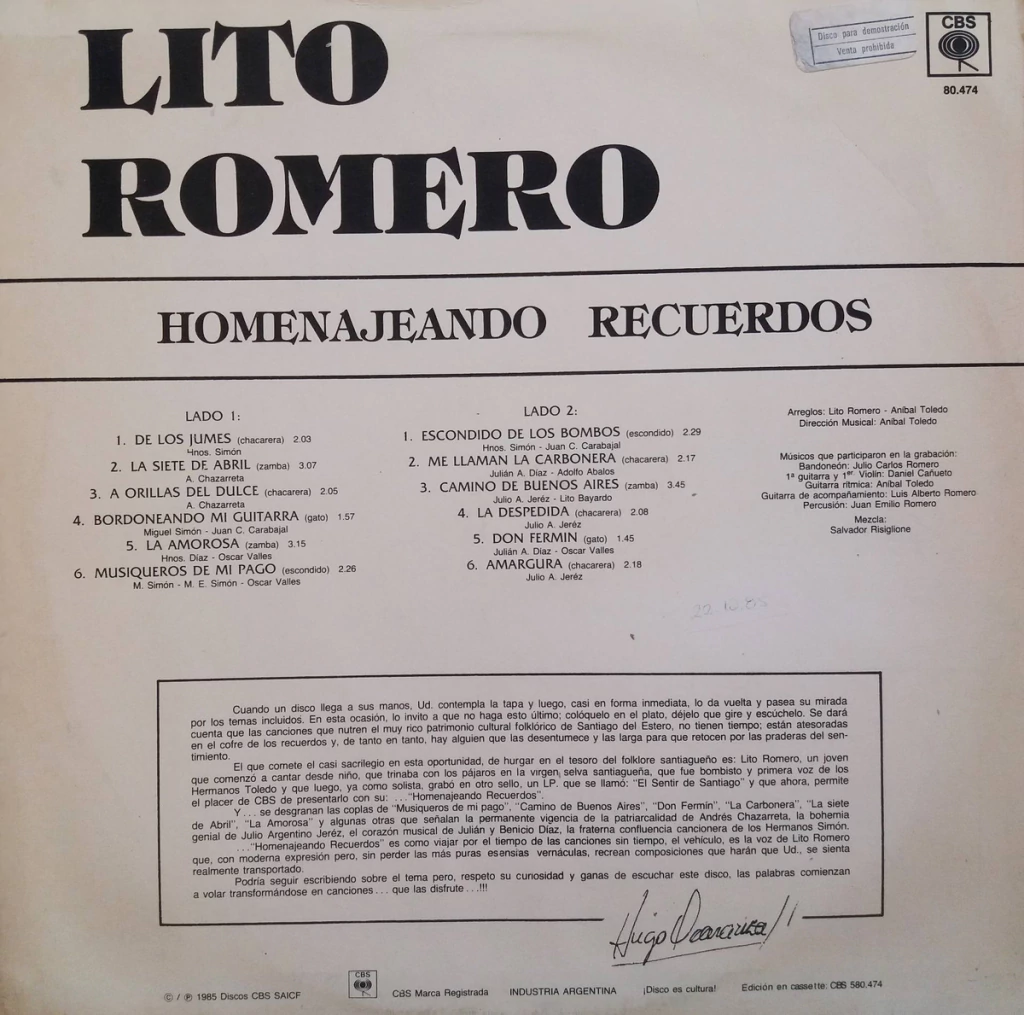 LITO
ROMERO
Disco para demostración
Venta prohibida
CBS
80.474
HOMENAJEANDO RECUERDOS
LADO 1:
1. DE LOS JUMES (chacarera) 2.03
Hnos. Simón
2. LA SIETE DE ABRIL (zamba) 3.07
A. Chazarreta
3. A ORILLAS DEL DULCE (chacarera) 2.05
A. Chazarreta
4. BORDONEANDO MI GUITARRA (gato) 1.57
Miguel Simón - Juan C. Carabajal
5. LA AMOROSA (zamba) 3.15
Hnos. Díaz - Oscar Valles
6. MUSIQUEROS DE MI PAGO (escondido) 2.26
M. Simón - M. E. Simón - Oscar Valles
LADO 2:
1. ESCONDIDO DE LOS BOMBOS (escondido) 2.29
Hnos. Simón - Juan C. Carabajal
2. ME LLAMAN LA CARBONERA (chacarera) 2.17
Julián A. Díaz - Adolfo Abalos
3. CAMINO DE BUENOS AIRES (zamba) 3.45
Julio A. Jeréz - Lito Bayardo
4. LA DESPEDIDA (chacarera) 2.08
Julio A. Jeréz
5. DON FERMIN (gato) 1.45
Julián A. Díaz - Oscar Valles
6. AMARGURA (chacarera) 2.18
Julio A. Jeréz
Arreglos: Lito Romero - Aníbal Toledo
Dirección Musical: Aníbal Toledo
Músicos que participaron en la grabación:
Bandoneón: Julio Carlos Romero
1ª guitarra y 1er. Violín: Daniel Cañueto
Guitarra rítmica: Aníbal Toledo
Guitarra de acompañamiento: Luis Alberto Romero
Percusión: Juan Emilio Romero
Mezcla:
Salvador Risiglione
Cuando un disco llega a sus manos, Ud. contempla la tapa y luego, casi en forma inmediata, lo da vuelta y pasea su mirada
por los temas incluidos. En esta ocasión, lo invito a que no haga esto último; colóquelo en el plato, déjelo que gire y escúchelo. Se dará
cuenta que las canciones que nutren el muy rico patrimonio cultural folklórico de Santiago del Estero, no tienen tiempo; están atesoradas
en el cofre de los recuerdos y, de tanto en tanto, hay alguien que las desentumece y las larga para que retocen por las praderas del sen-
timiento.
El que comete el casi sacrilegio en esta oportunidad, de hurgar en el tesoro del folklore santiagueño es: Lito Romero, un joven
que comenzó a cantar desde niño, que trinaba con los pájaros en la virgen selva santiagueña, que fue bombisto y primera voz de los
Hermanos Toledo y que luego, ya como solista, grabó en otro sello, un LP. que se llamó: "El Sentir de Santiago" y que ahora, permite
el placer de CBS de presentarlo con su: ..."Homenajeando Recuerdos".
Y... se desgranan las coplas de "Musiqueros de mi pago", "Camino de Buenos Aires", "Don Fermín", "La Carbonera", "La siete
de Abril", "La Amorosa" y algunas otras que señalan la permanente vigencia de la patriarcalidad de Andrés Chazarreta, la bohemia
genial de Julio Argentino Jeréz, el corazón musical de Julián y Benicio Díaz, la fraterna confluencia cancionera de los Hermanos Simón.
..."Homenajeando Recuerdos" es como viajar por el tiempo de las canciones sin tiempo, el vehículo, es la voz de Lito Romero
que, con moderna expresión pero, sin perder las más puras esensias vernáculas, recrean composiciones que harán que Ud., se sienta
realmente transportado.
Podría seguir escribiendo sobre el tema pero, respeto su curiosidad y ganas de escuchar este disco, las palabras comienzan
a volar transformándose en canciones... que las disfrute...!!!
Hugo
© / ℗ 1985 Discos CBS SAICF
CBS
CBS Marca Registrada
INDUSTRIA ARGENTINA
¡Disco es cultura!
Edición en cassette: CBS 580.474